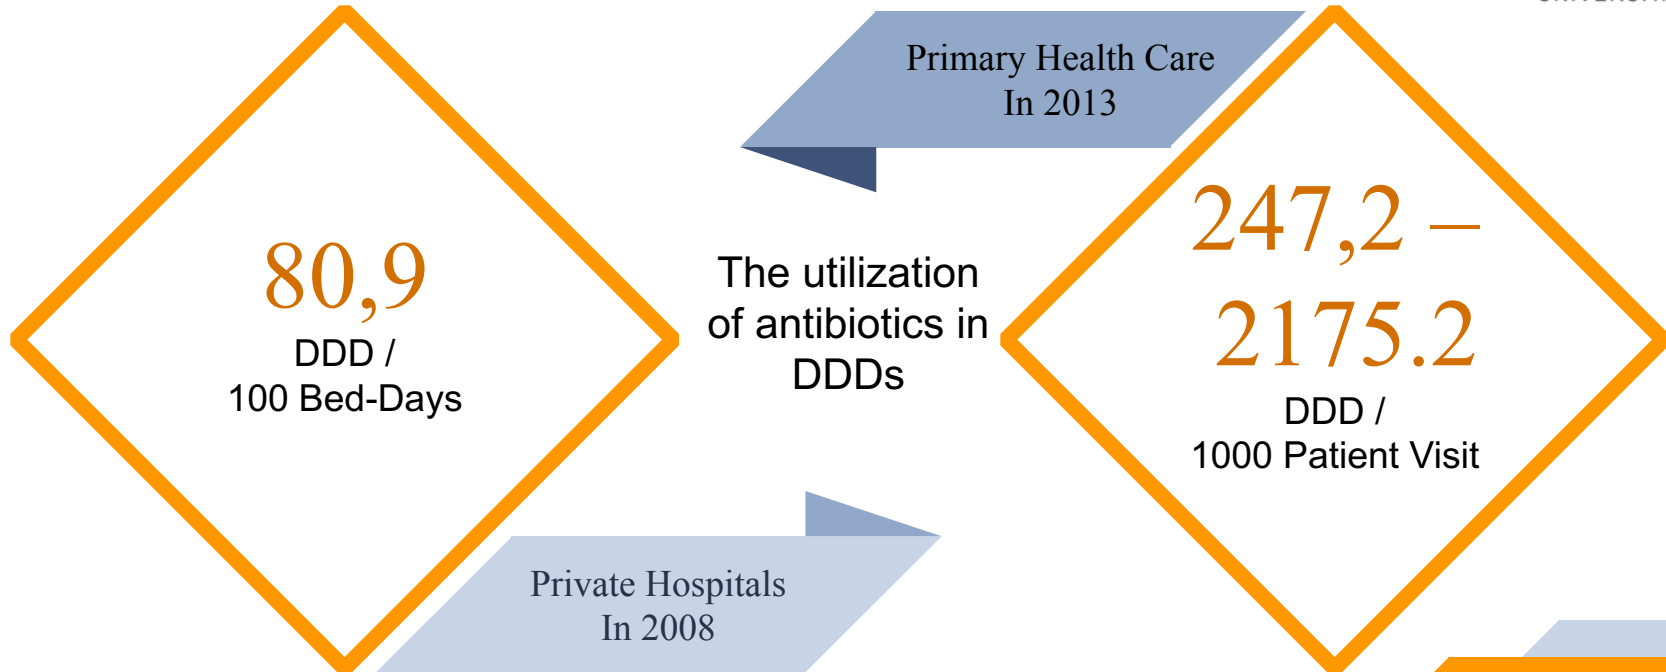 Primary Health Care
In 2013
80,9
DDD /
100 Bed-Days
The utilization
of antibiotics in
DDDs
247,2 –
2175.2
DDD /
1000 Patient Visit
Private Hospitals
In 2008